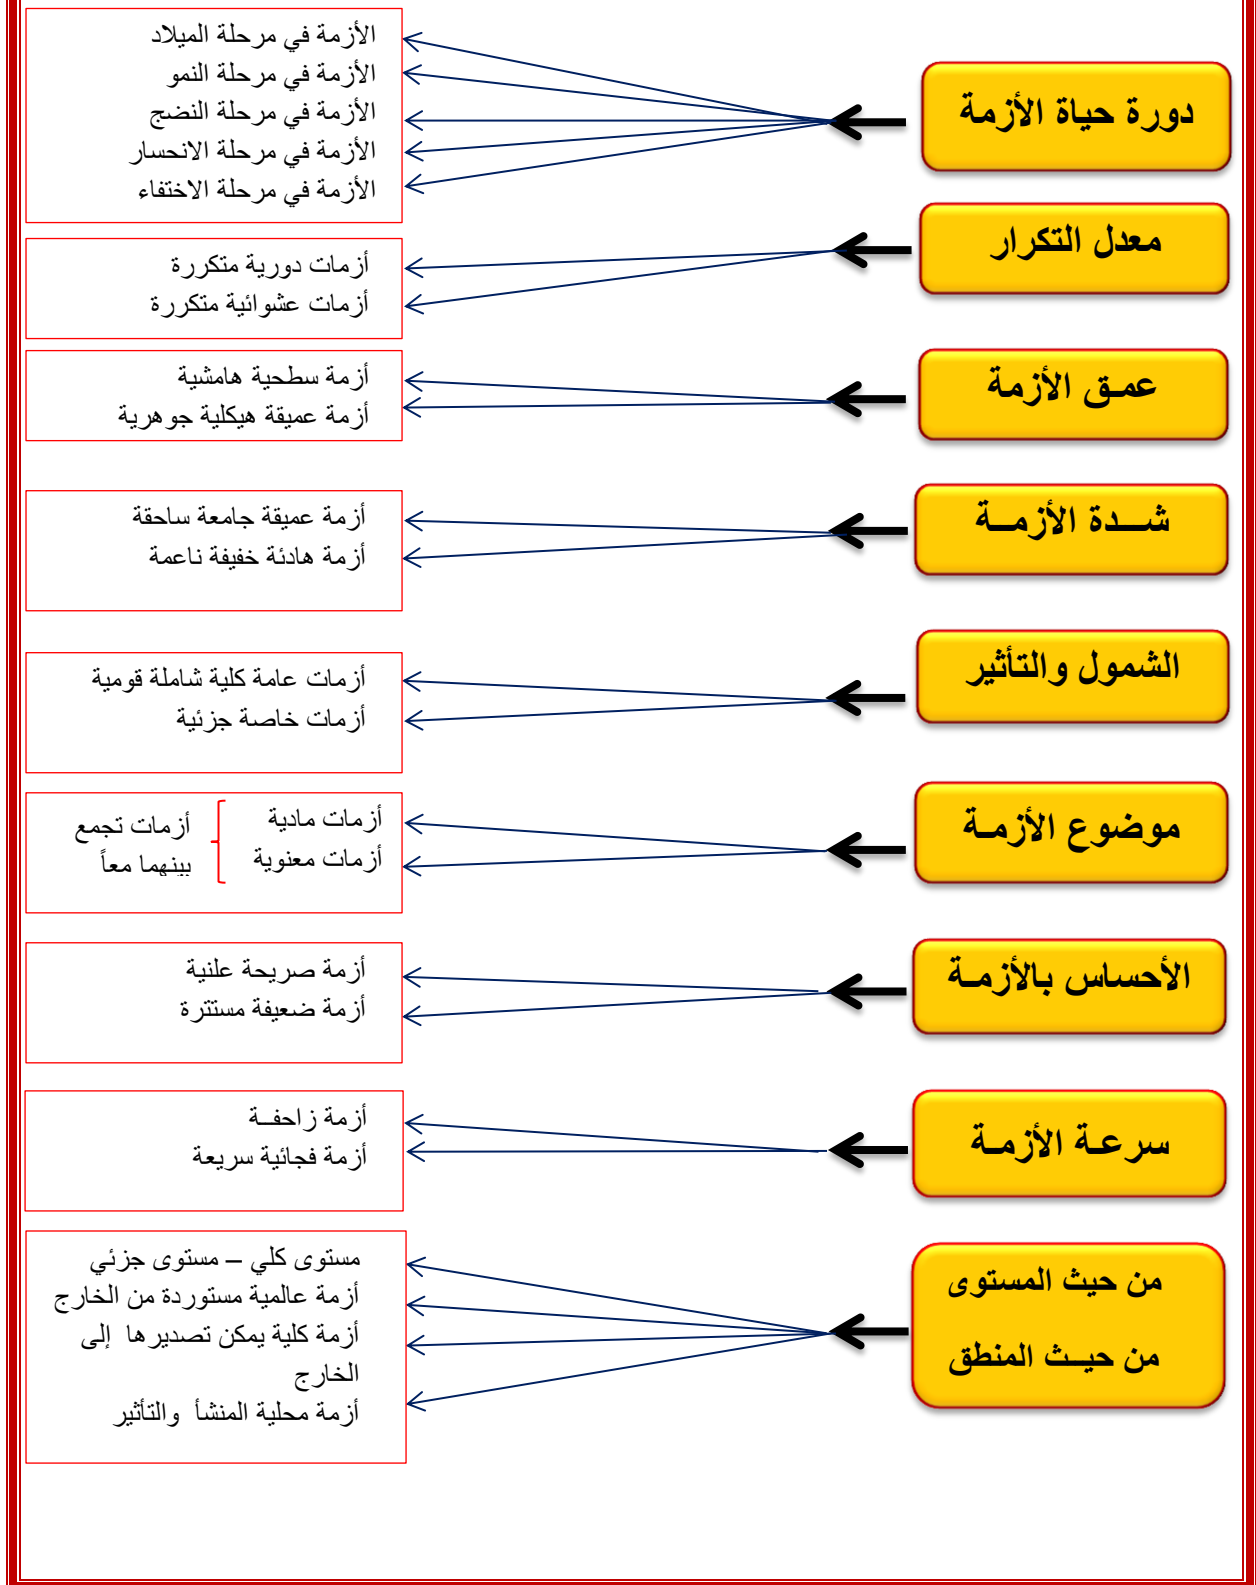 دورة حياة الأزمة
الأزمة في مرحلة الميلاد
الأزمة في مرحلة النمو
الأزمة في مرحلة النضج
الأزمة في مرحلة الانحسار
الأزمة في مرحلة الاختفاء
معدل التكرار
أزمات دورية متكررة
أزمات عشوائية متكررة
عمـق الأزمة
أزمة سطحية هامشية
أزمة عميقة هيكلية جوهرية
شـــدة الأزمــة
أزمة عميقة جامعة ساحقة
أزمة هادئة خفيفة ناعمة
الشمول والتأثير
أزمات عامة كلية شاملة قومية
أزمات خاصة جزئية
موضوع الأزمـة
أزمات مادية
أزمات معنوية
أزمات تجمع
بينهما معاً
الأحساس بالأزمـة
أزمة صريحة علنية
أزمة ضعيفة مستترة
سرعـة الأزمـة
أزمة زاحفــة
أزمة فجائية سريعة
من حيث المستوى
من حيــث المنطق
مستوى كلي – مستوى جزئي
أزمة عالمية مستوردة من الخارج
أزمة كلية يمكن تصديرها إلى
الخارج
أزمة محلية المنشأ والتأثير